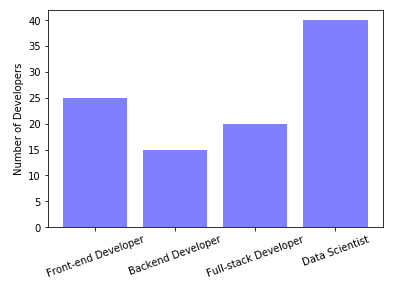 40
35
30
25
20
15
10
5
0
Number of Developers
Front-end Developer
Backend Developer
Full-stack Developer
Data Scientist